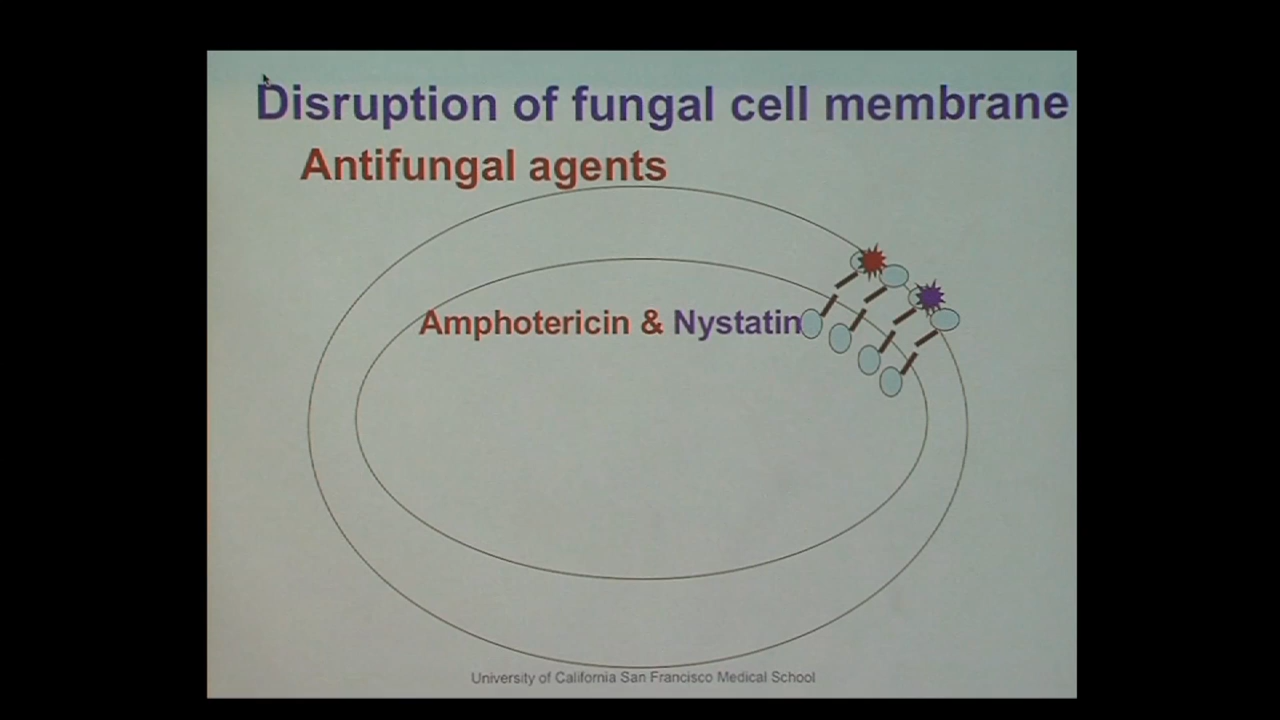 Disruption of fungal cell membrane
Antifungal agents
Amphotericin & Nystatin
University of California San Francisco Medical School